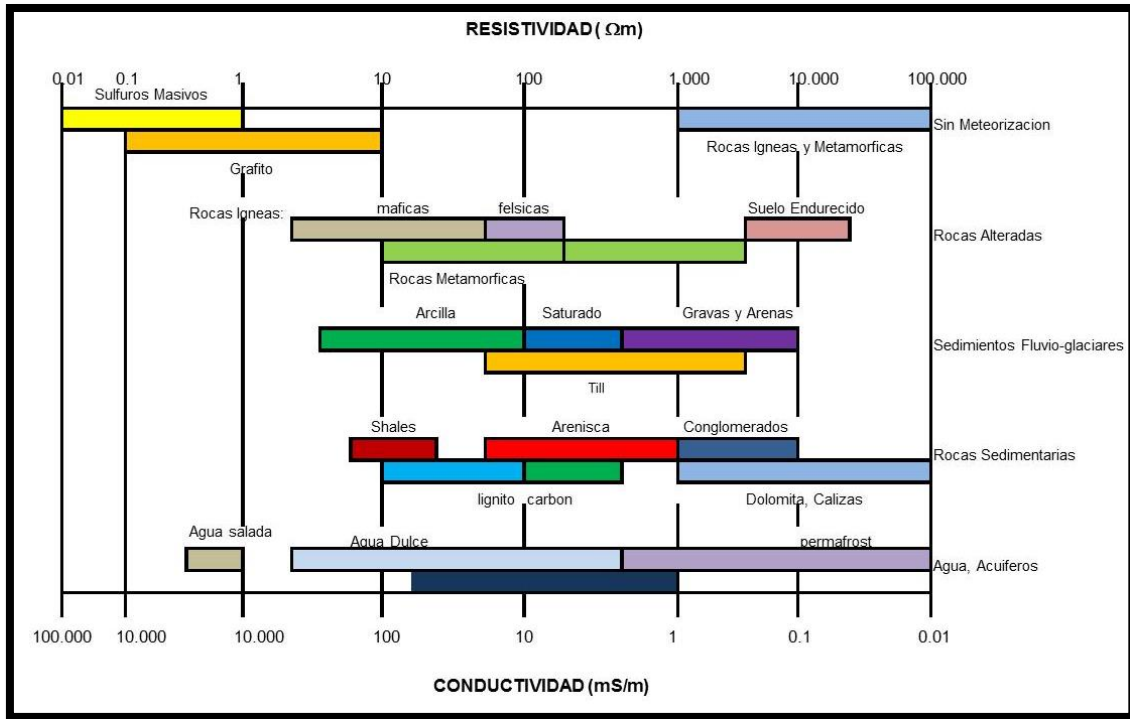 RESISTIVIDAD ( Ωm)
0.01 0.1 1 10 100 1.000 10.000 100.000
Sulfuros Masivos
Sin Meteorizacion
Rocas Igneas y Metamorficas
Grafito
Rocas Igneas: maficas felsicas Suelo Endurecido
Rocas Alteradas
Rocas Metamorficas
Arcilla Saturado Gravas y Arenas
Sedimientos Fluvio-glaciares
Till
Shales Arenisca Conglomerados
Rocas Sedimentarias
lignito carbon Dolomita, Calizas
Agua salada
Agua Dulce permafrost
Agua, Acuiferos
100.000 10.000 10.000 100 10 1 0.1 0.01
CONDUCTIVIDAD (mS/m)